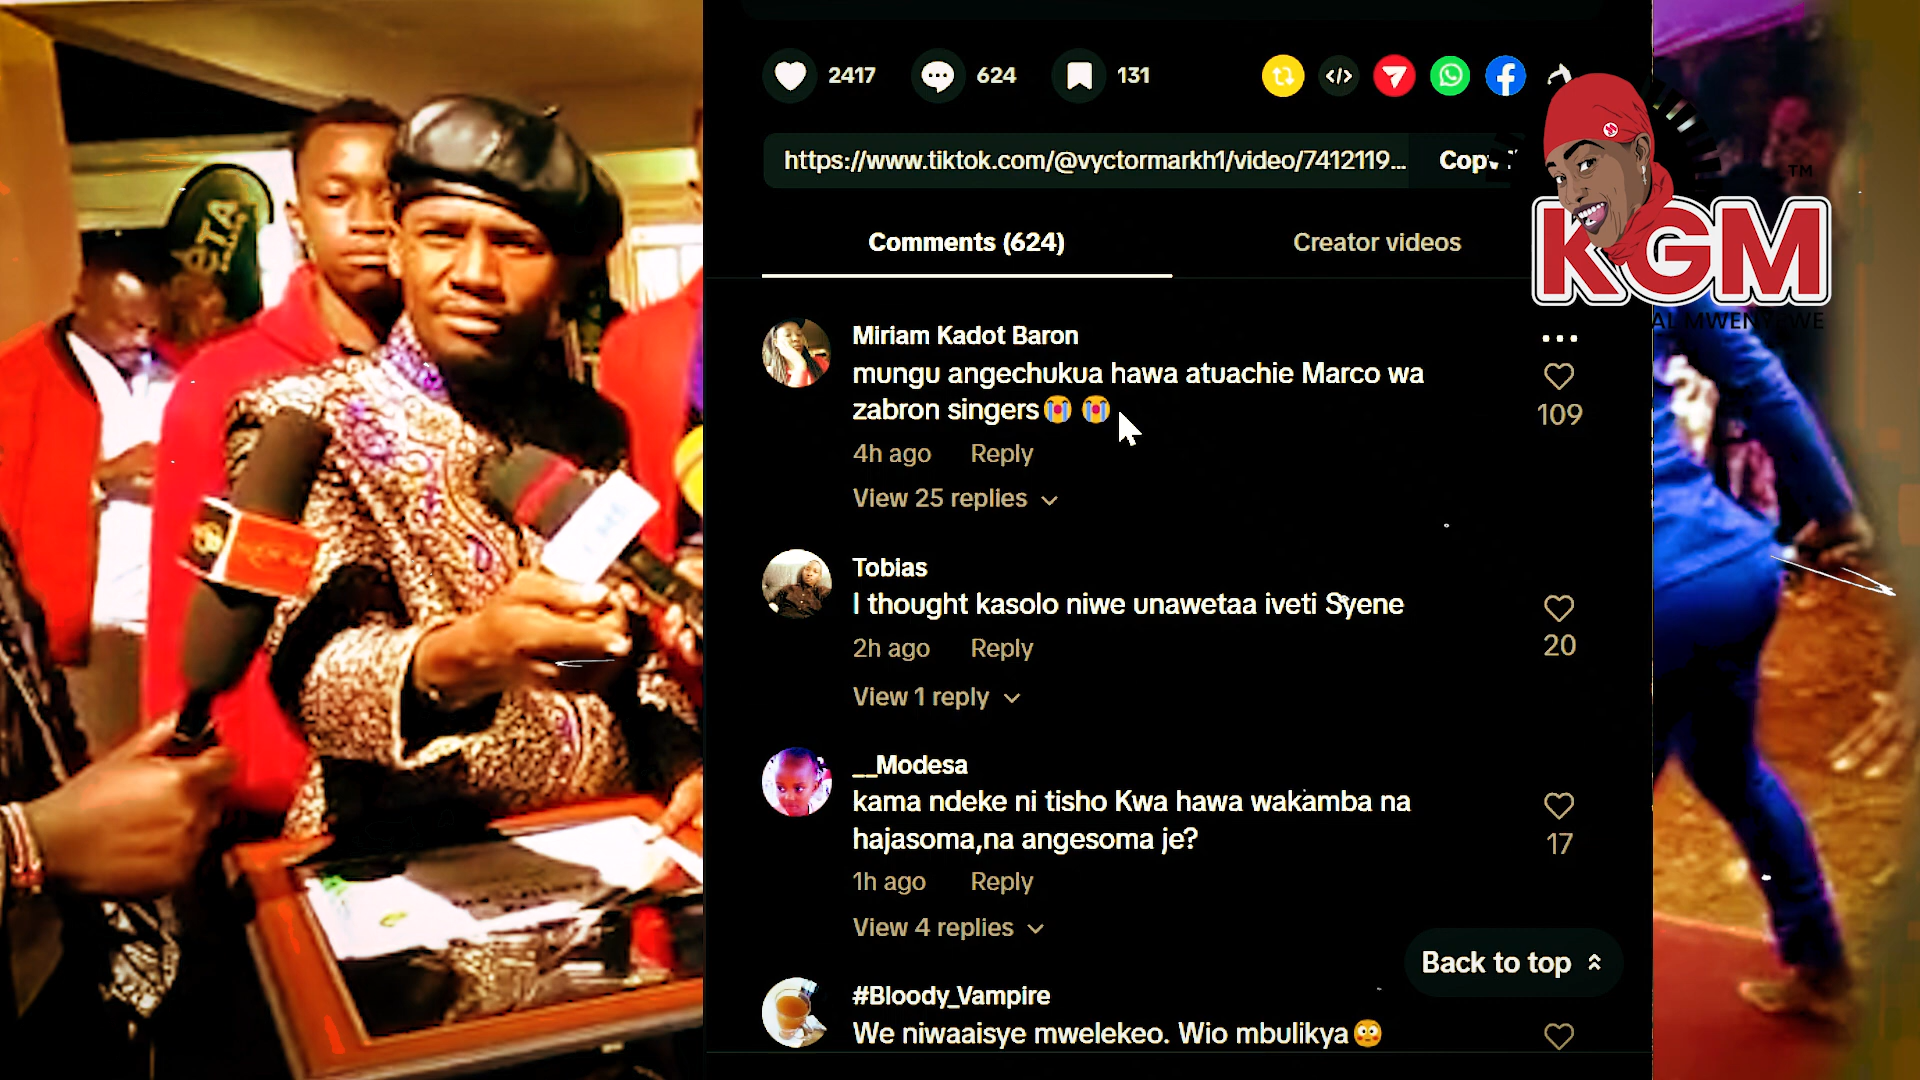 2417
624
131
https://www.tiktok.com/@vyctormarkh1/video/7412119...
Comments (624)
Creator videos
KGM
TM
Miriam Kadot Baron
mungu angechukua hawa atuachie Marco wa
zabron singers😭 😭
109
4h ago Reply
View 25 replies
Tobias
I thought kasolo niwe unawetaa iveti Syene
20
2h ago Reply
View 1 reply
__Modesa
kama ndeke ni tisho Kwa hawa wakamba na
hajasoma,na angesoma je?
17
1h ago Reply
View 4 replies
Back to top
#Bloody_Vampire
We niwaaisye mwelekeo. Wio mbulikya😳